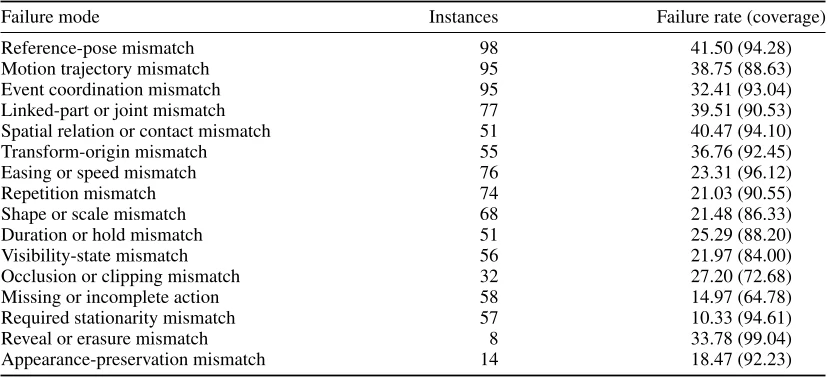 Failure mode Instances Failure rate (coverage)
Reference-pose mismatch 98 41.50 (94.28)
Motion trajectory mismatch 95 38.75 (88.63)
Event coordination mismatch 95 32.41 (93.04)
Linked-part or joint mismatch 77 39.51 (90.53)
Spatial relation or contact mismatch 51 40.47 (94.10)
Transform-origin mismatch 55 36.76 (92.45)
Easing or speed mismatch 76 23.31 (96.12)
Repetition mismatch 74 21.03 (90.55)
Shape or scale mismatch 68 21.48 (86.33)
Duration or hold mismatch 51 25.29 (88.20)
Visibility-state mismatch 56 21.97 (84.00)
Occlusion or clipping mismatch 32 27.20 (72.68)
Missing or incomplete action 58 14.97 (64.78)
Required stationarity mismatch 57 10.33 (94.61)
Reveal or erasure mismatch 8 33.78 (99.04)
Appearance-preservation mismatch 14 18.47 (92.23)